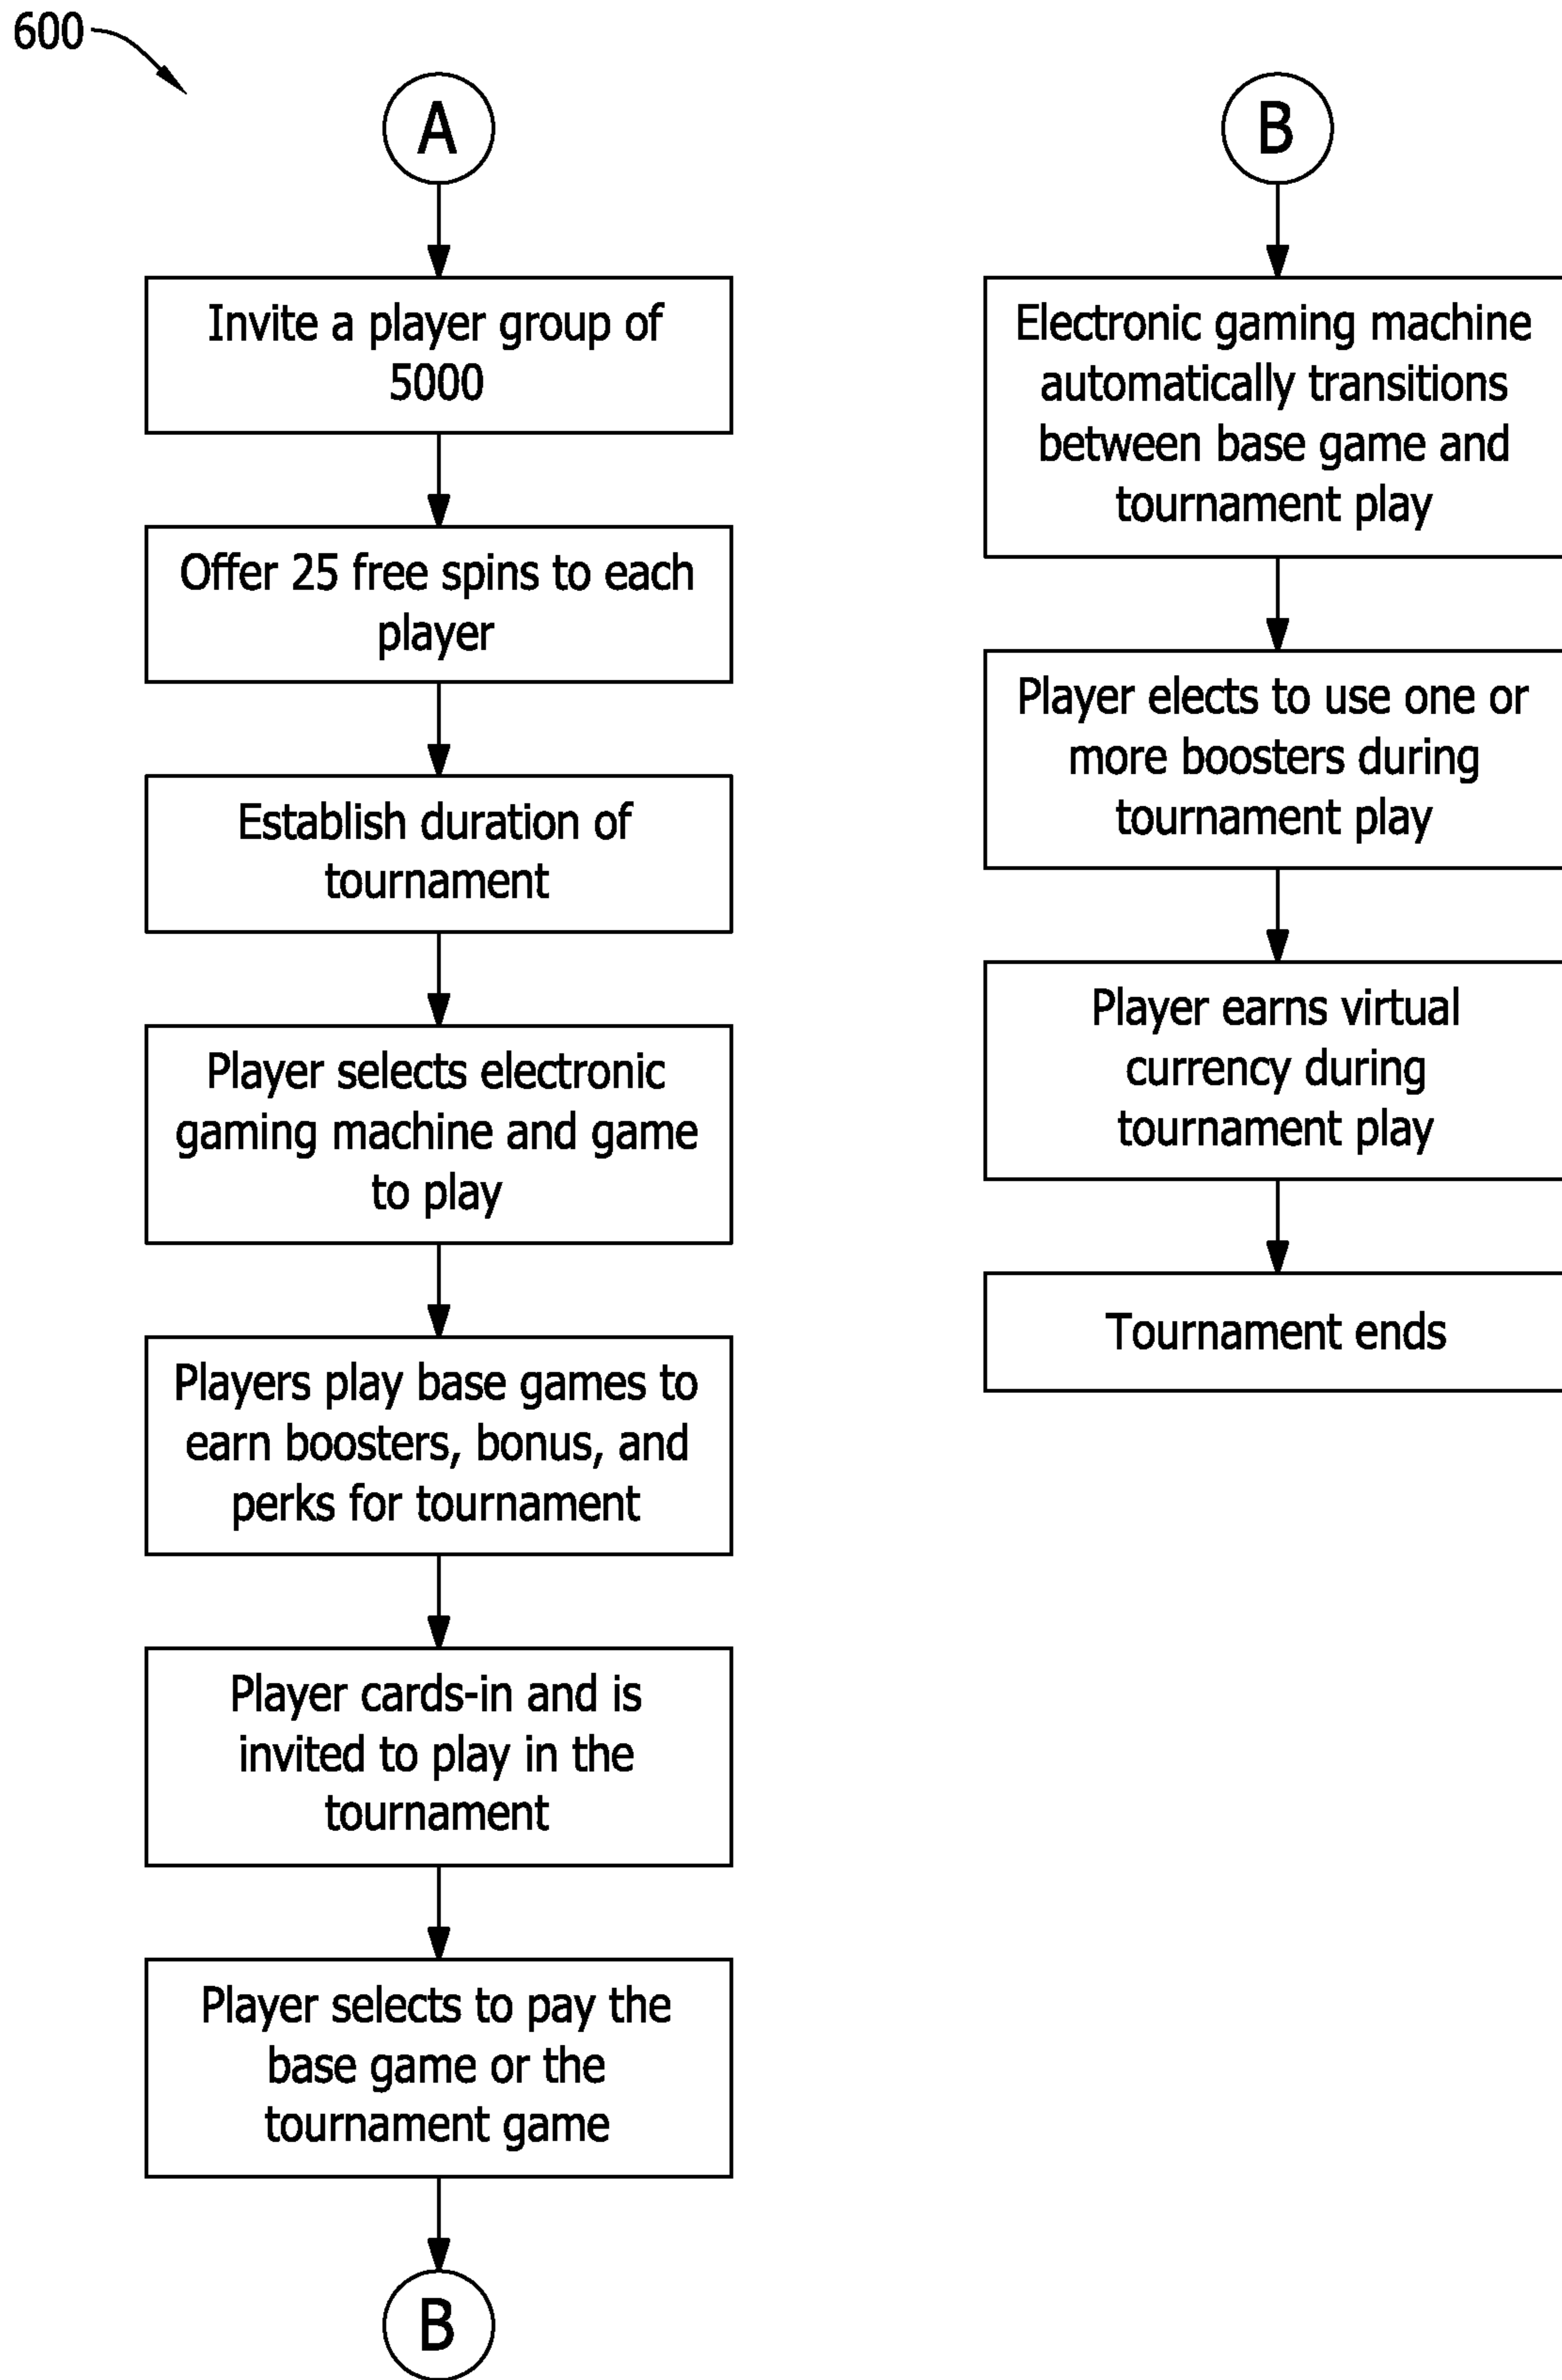 600
A
Invite a player group of
5000
Offer 25 free spins to each
player
Establish duration of
tournament
Player selects electronic
gaming machine and game
to play
Players play base games to
earn boosters, bonus, and
perks for tournament
Player cards-in and is
invited to play in the
tournament
Player selects to pay the
base game or the
tournament game
B
B
Electronic gaming machine
automatically transitions
between base game and
tournament play
Player elects to use one or
more boosters during
tournament play
Player earns virtual
currency during
tournament play
Tournament ends